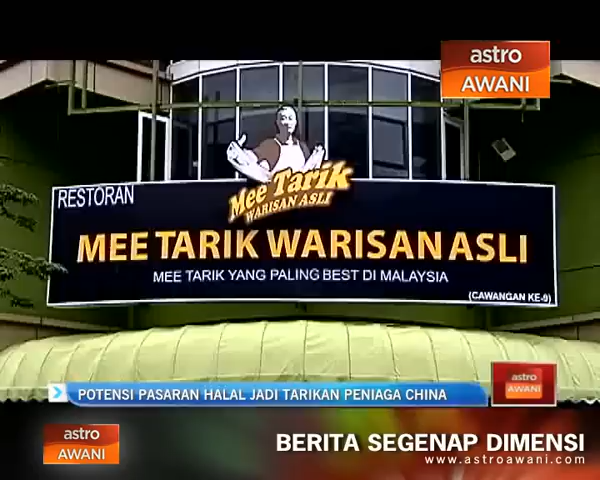 astro
AWANI
RESTORAN
Mee Tarik
WARISAN ASLI
MEE TARIK WARISAN ASLI
MEE TARIK YANG PALING BEST DI MALAYSIA
(CAWANGAN KE-9)
POTENSI PASARAN HALAL JADI TARIKAN PENIAGA CHINA
astro
AWANI
astro
AWANI
BERITA SEGENAP DIMENSI
www.astroawani.com